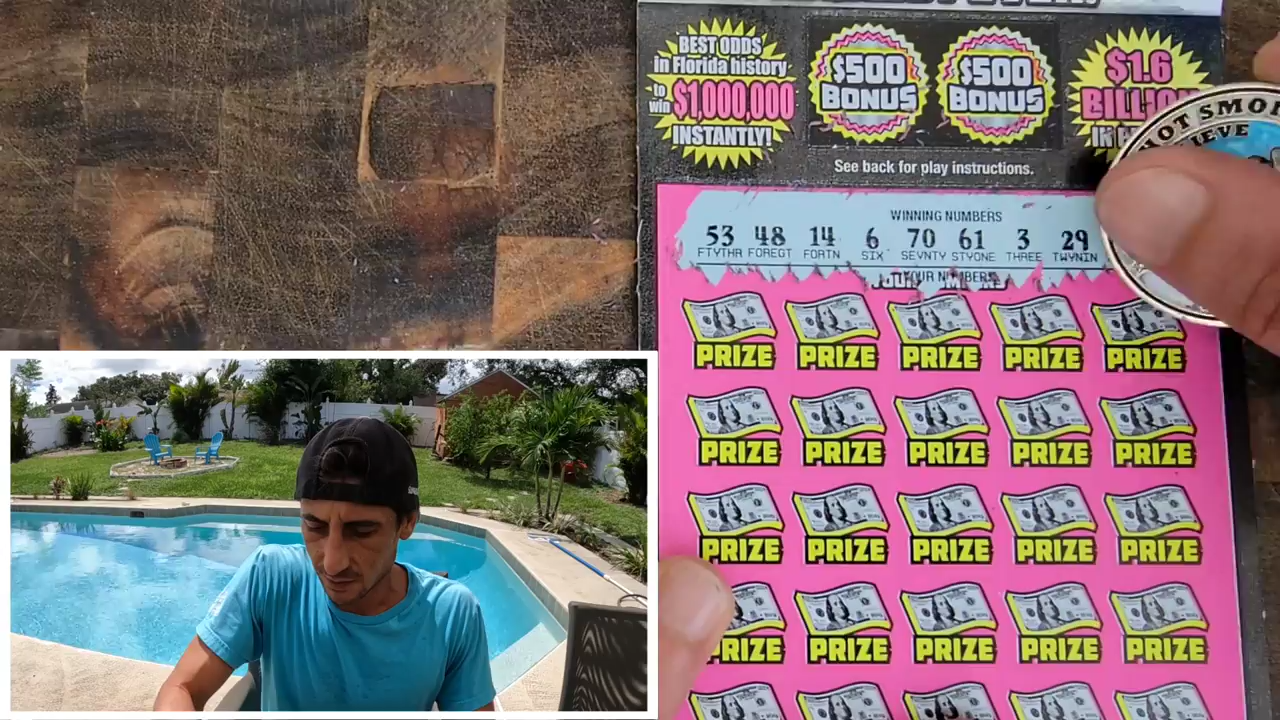 BEST ODDS
in Florida history
to win $1,000,000
INSTANTLY!
$500
BONUS
$500
BONUS
$1.6
BILLION
IN
See back for play instructions.
WINNING NUMBERS
53 48 14 6 70 61 3 29
FTYTHR FOREGT FORTN SIX SEVNTY STYONE THREE TWYNIN
YOUR NUMBERS
PRIZE PRIZE PRIZE PRIZE PRIZE
PRIZE PRIZE PRIZE PRIZE PRIZE
PRIZE PRIZE PRIZE PRIZE PRIZE
PRIZE PRIZE PRIZE PRIZE PRIZE